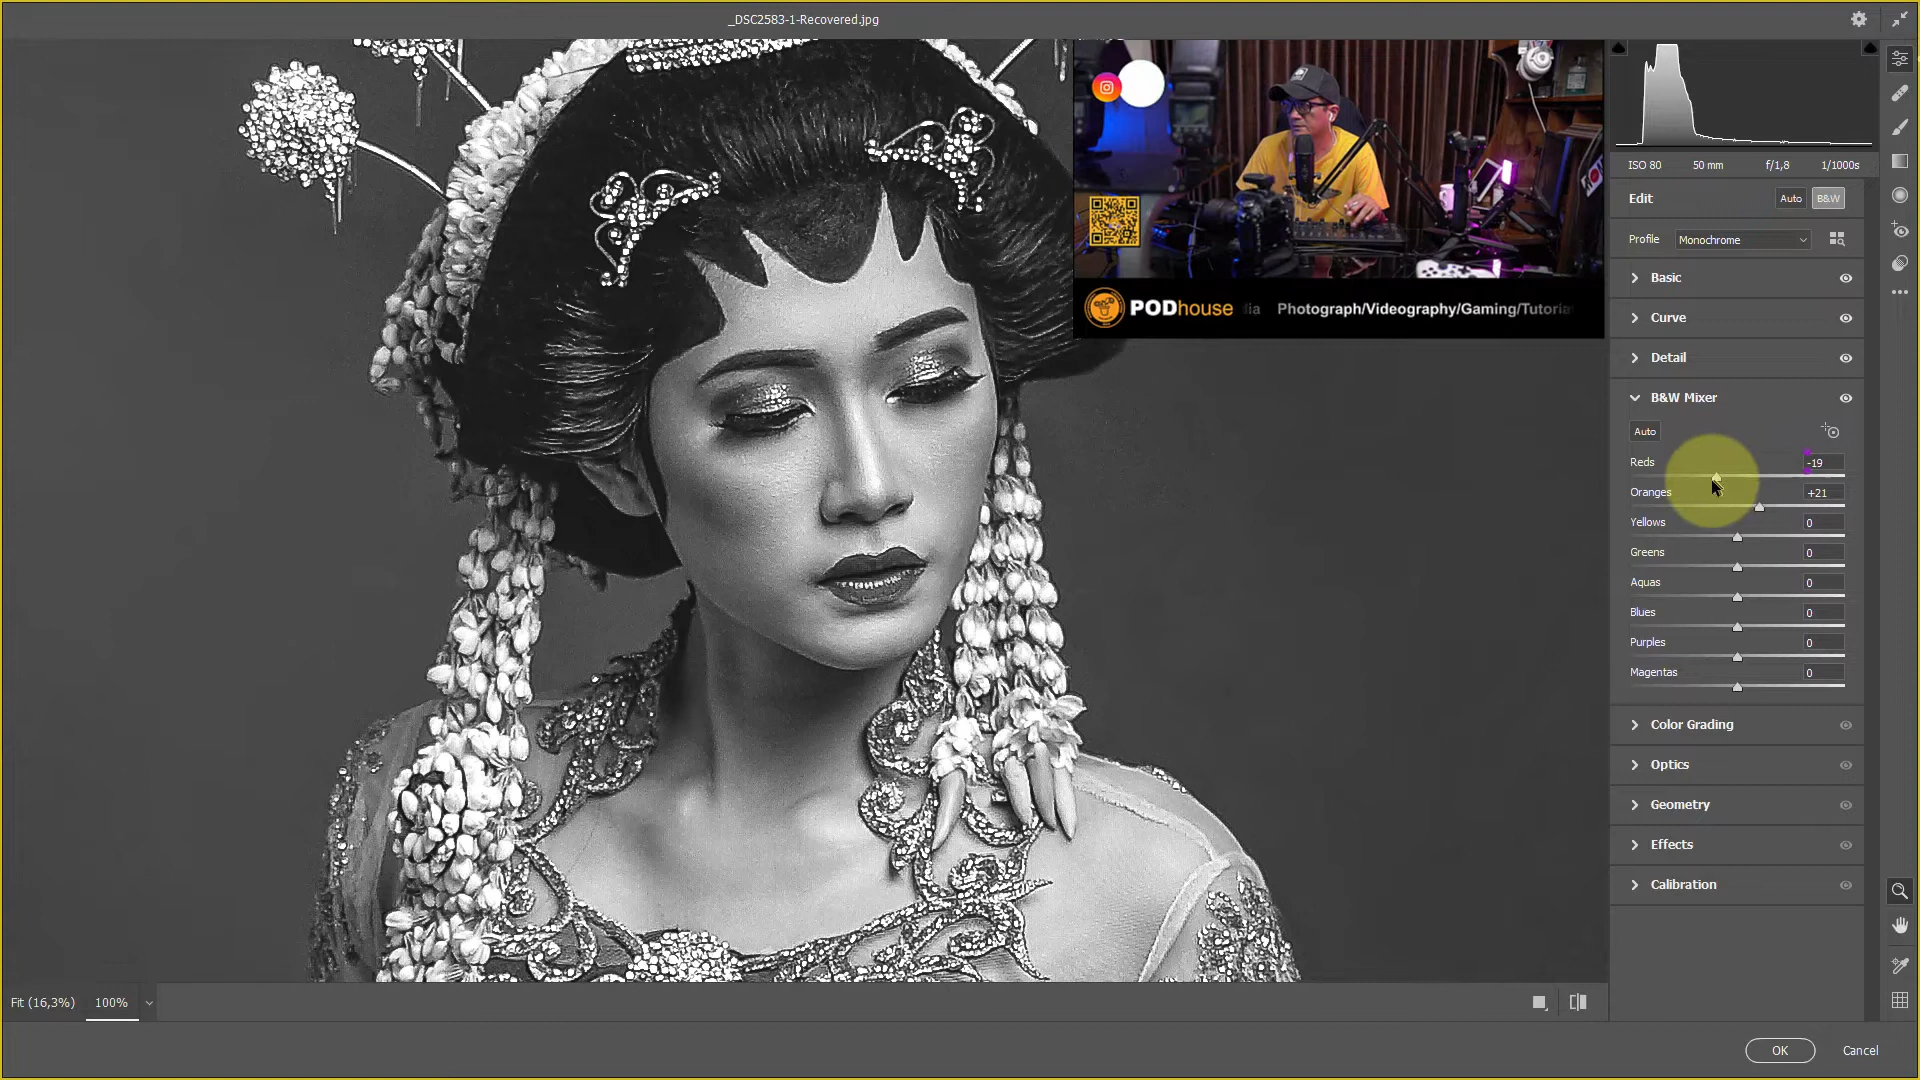 _DSC2583-1-Recovered.jpg
ISO 80 50 mm f/1,8 1/1000s
Edit Auto B&W
Profile Monochrome
Basic
Curve
Detail
B&W Mixer
Auto
Reds -19
Oranges +21
Yellows 0
Greens 0
Aquas 0
Blues 0
Purples 0
Magentas 0
Color Grading
Optics
Geometry
Effects
Calibration
PODhouse
Photograph/Videography/Gaming/Tutoria
Fit (16,3%) 100%
OK Cancel